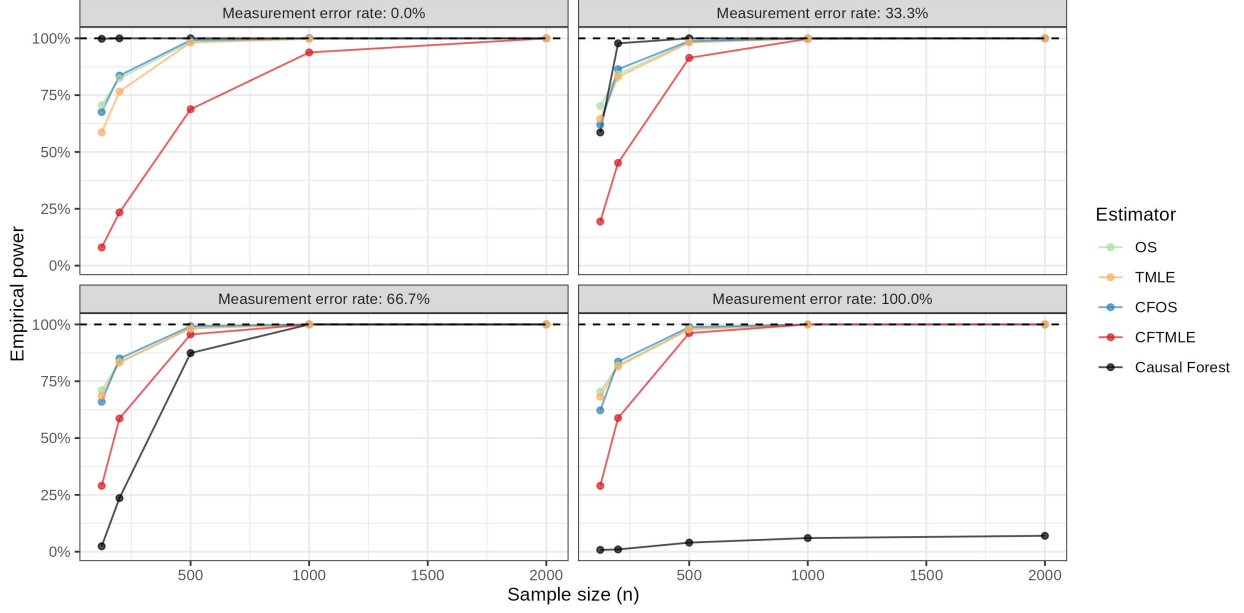 Measurement error rate: 0.0%
Measurement error rate: 33.3%
100%
75%
50%
25%
0%
Measurement error rate: 66.7%
Measurement error rate: 100.0%
100%
75%
50%
25%
0%
500
1000
1500
2000
500
1000
1500
2000
Sample size (n)
Empirical power
Estimator
OS
TMLE
CFOS
CFTMLE
Causal Forest